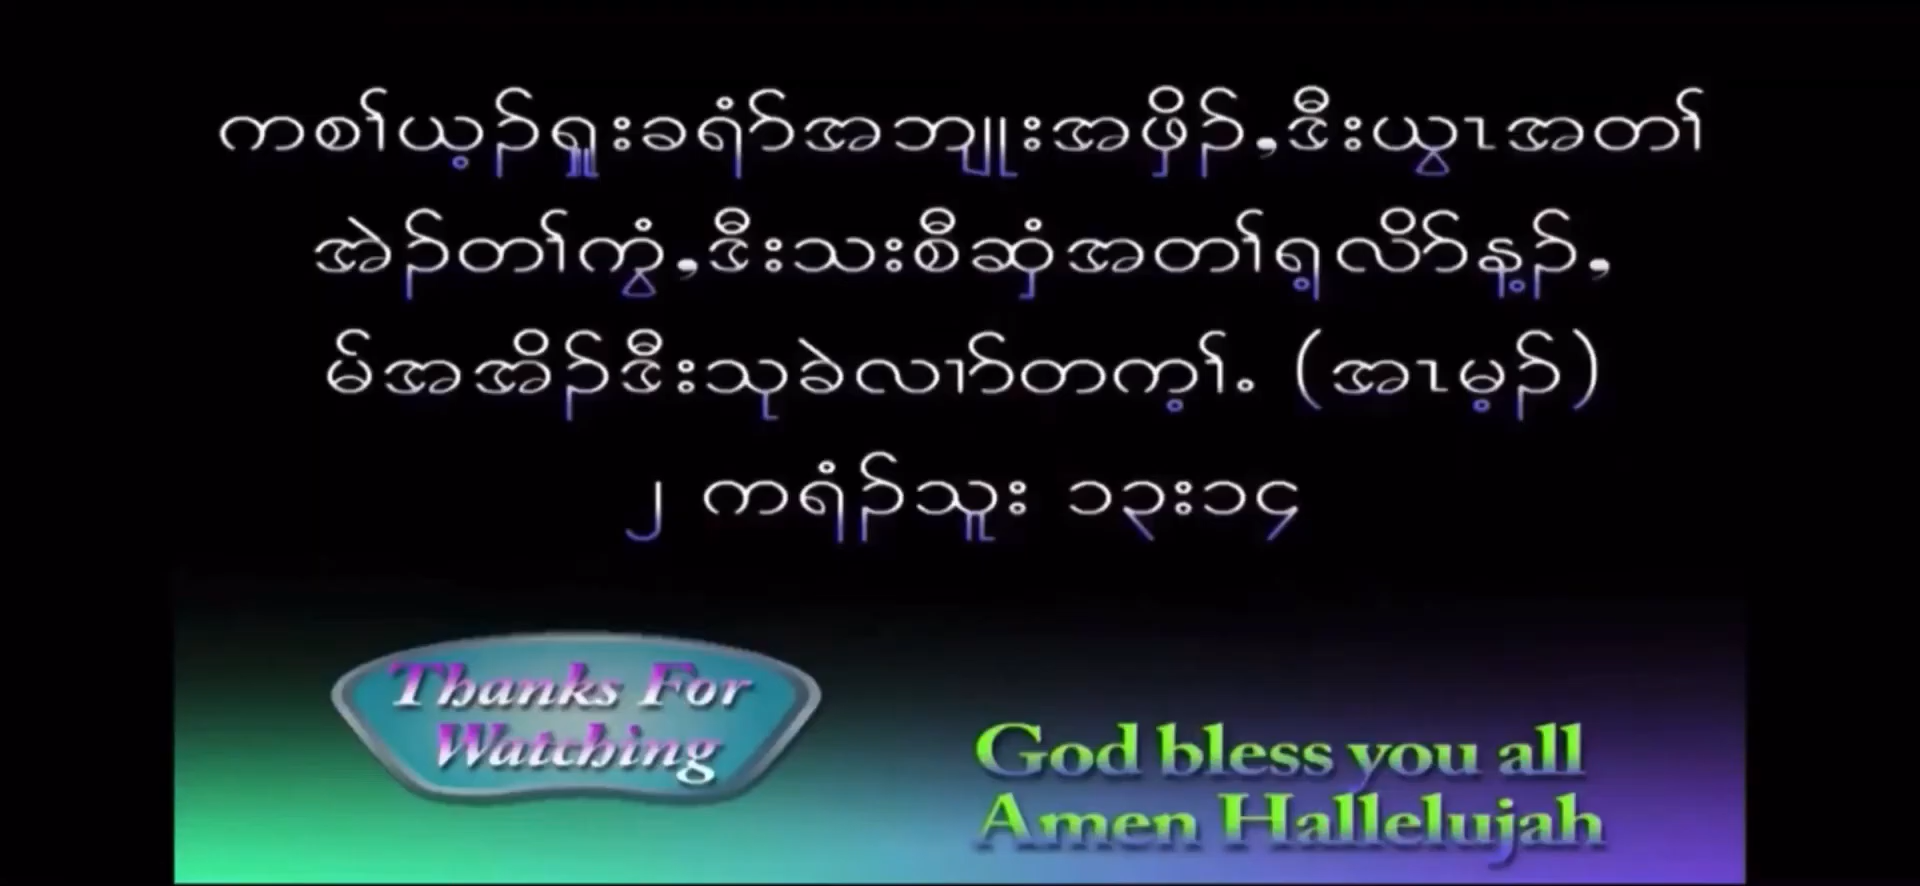 ကစၢ်ယ့ၣ်ၡူးခရံာ်အဘျုးအဖှိၣ်,ဒီးယွၤအတၢ်
အဲၣ်တၢ်ကွံ,ဒီးသးစီဆှံအတၢ်ရ့လိာ်န့ၣ်,
မ်အအိၣ်ဒီးသုခဲလၢာ်တက့ၢ်. (အၤမ့ၣ်)
၂ ကရံၣ်သူး ၁၃း၁၄
Thanks For
Watching
God bless you all
Amen Hallelujah